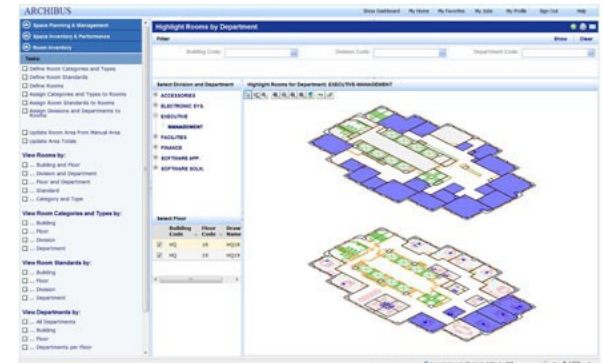 ARCHIBUS
Show Dashboard My Home My Favorites My Jobs My Profile Sign Out Help
Space Planning & Management
Space Inventory & Performance
Room Inventory
Tasks:
Define Room Categories and Types
Define Room Standards
Define Rooms
Assign Categories and Types to Rooms
Assign Room Standards to Rooms
Assign Divisions and Departments to
Rooms
Update Room Area From Manual Area
Update Area Totals
View Rooms by:
... Building and Floor
... Division and Department
... Floor and Department
... Standard
... Category and Type
View Room Categories and Types by:
... Building
... Floor
... Division
... Department
View Room Standards by:
... Building
... Floor
... Division
... Department
View Departments by:
... All Departments
... Building
... Floor
... Departments per Floor
Highlight Rooms by Department
Filter Show Clear
Building Code: Division Code: Department Code:
Select Division and Department
ACCESSORIES
ELECTRONIC SYS.
EXECUTIVE
MANAGEMENT
FACILITIES
FINANCE
SOFTWARE APP.
SOFTWARE SOLN.
Select Floor
Building Code Floor Code Draw Name
HQ 18 HQ18
HQ 19 HQ19
Highlight Rooms for Department: EXECUTIVE-MANAGEMENT